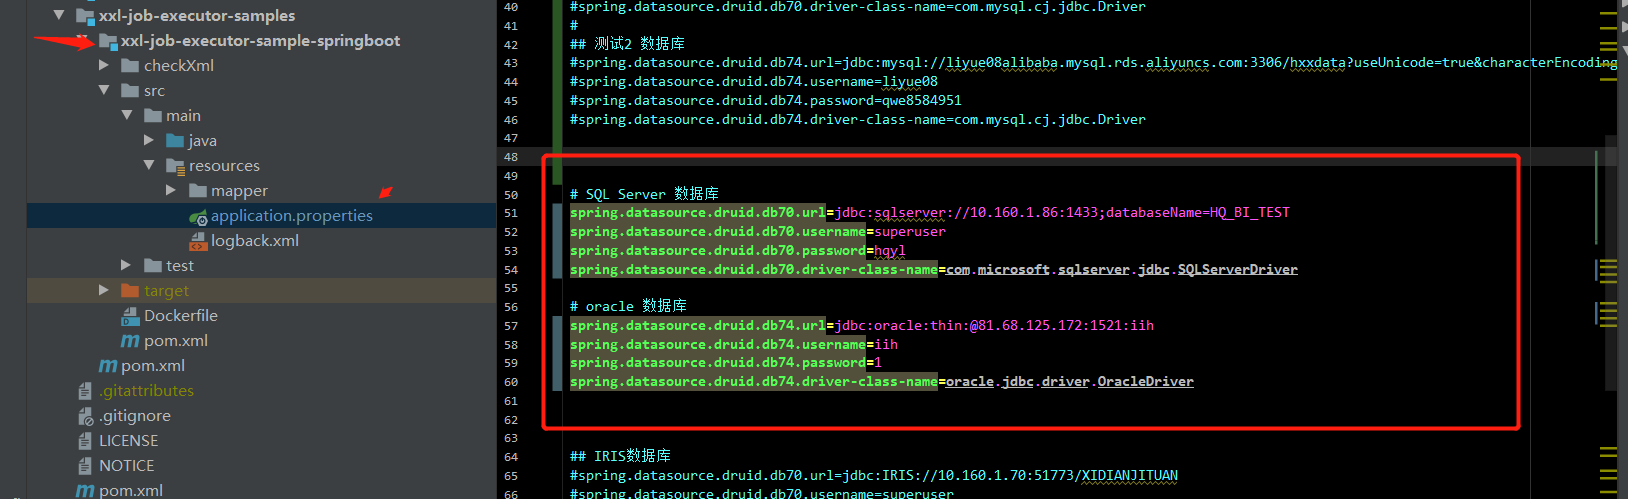 xxl-job-executor-samples
xxl-job-executor-sample-springboot
checkXml
src
main
java
resources
mapper
application.properties
logback.xml
test
target
Dockerfile
pom.xml
pom.xml
.gitattributes
.gitignore
LICENSE
NOTICE
pom.xml
40 #spring.datasource.druid.db70.driver-class-name=com.mysql.cj.jdbc.Driver
41 #
42 ## 测试2 数据库
43 #spring.datasource.druid.db74.url=jdbc:mysql://liyue08alibaba.mysql.rds.aliyuncs.com:3306/hxxdata?useUnicode=true&characterEncoding
44 #spring.datasource.druid.db74.username=liyue08
45 #spring.datasource.druid.db74.password=qwe8584951
46 #spring.datasource.druid.db74.driver-class-name=com.mysql.cj.jdbc.Driver
47
48
49
50 # SQL Server 数据库
51 spring.datasource.druid.db70.url=jdbc:sqlserver://10.160.1.86:1433;databaseName=HQ_BI_TEST
52 spring.datasource.druid.db70.username=superuser
53 spring.datasource.druid.db70.password=hqyl
54 spring.datasource.druid.db70.driver-class-name=com.microsoft.sqlserver.jdbc.SQLServerDriver
55
56 # oracle 数据库
57 spring.datasource.druid.db74.url=jdbc:oracle:thin:@81.68.125.172:1521:iih
58 spring.datasource.druid.db74.username=iih
59 spring.datasource.druid.db74.password=1
60 spring.datasource.druid.db74.driver-class-name=oracle.jdbc.driver.OracleDriver
61
62
63
64 ## IRIS数据库
65 #spring.datasource.druid.db70.url=jdbc:IRIS://10.160.1.70:51773/XIDIANJITUAN
66 #spring.datasource.druid.db70.username=superuser